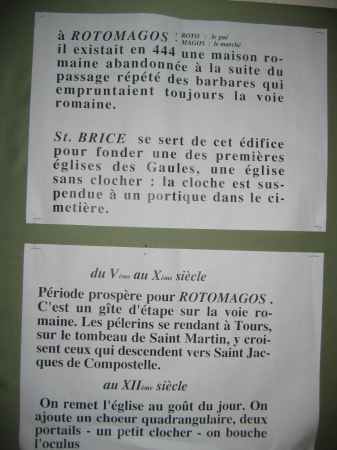 à ROTOMAGOS : ROTO : le gué
MAGOS : le marché
il existait en 444 une maison ro-
maine abandonnée à la suite du
passage répété des barbares qui
empruntaient toujours la voie
romaine.
St. BRICE se sert de cet édifice
pour fonder une des premières
églises des Gaules, une église
sans clocher : la cloche est sus-
pendue à un portique dans le ci-
metière.
du Vème au Xème siècle
Période prospère pour ROTOMAGOS .
C'est un gîte d'étape sur la voie ro-
maine. Les pélerins se rendant à Tours,
sur le tombeau de Saint Martin, y croi-
sent ceux qui descendent vers Saint Jac-
ques de Compostelle.
au XIIème siècle
On remet l'église au goût du jour. On
ajoute un choeur quadrangulaire, deux
portails - un petit clocher - on bouche
l'oculus